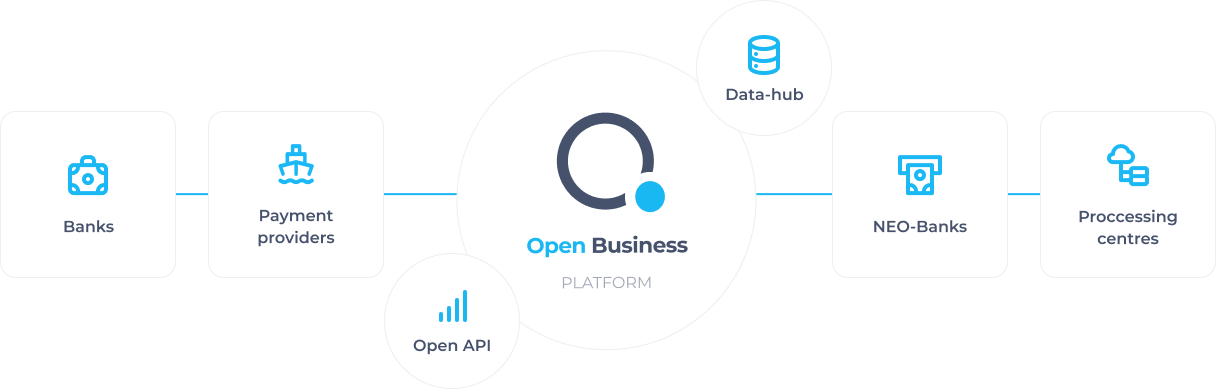 Data-hub
Banks
Payment
providers
Open Business
PLATFORM
NEO-Banks
Proccessing
centres
Open API